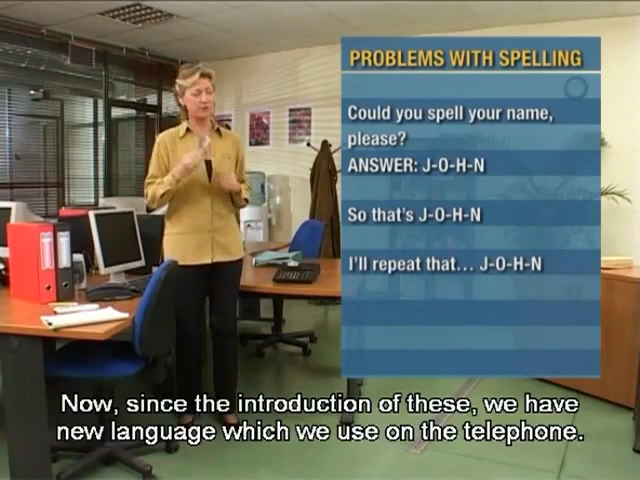 PROBLEMS WITH SPELLING
Could you spell your name,
please?
ANSWER: J-O-H-N
So that's J-O-H-N
I'll repeat that... J-O-H-N
Now, since the introduction of these, we have
new language which we use on the telephone.